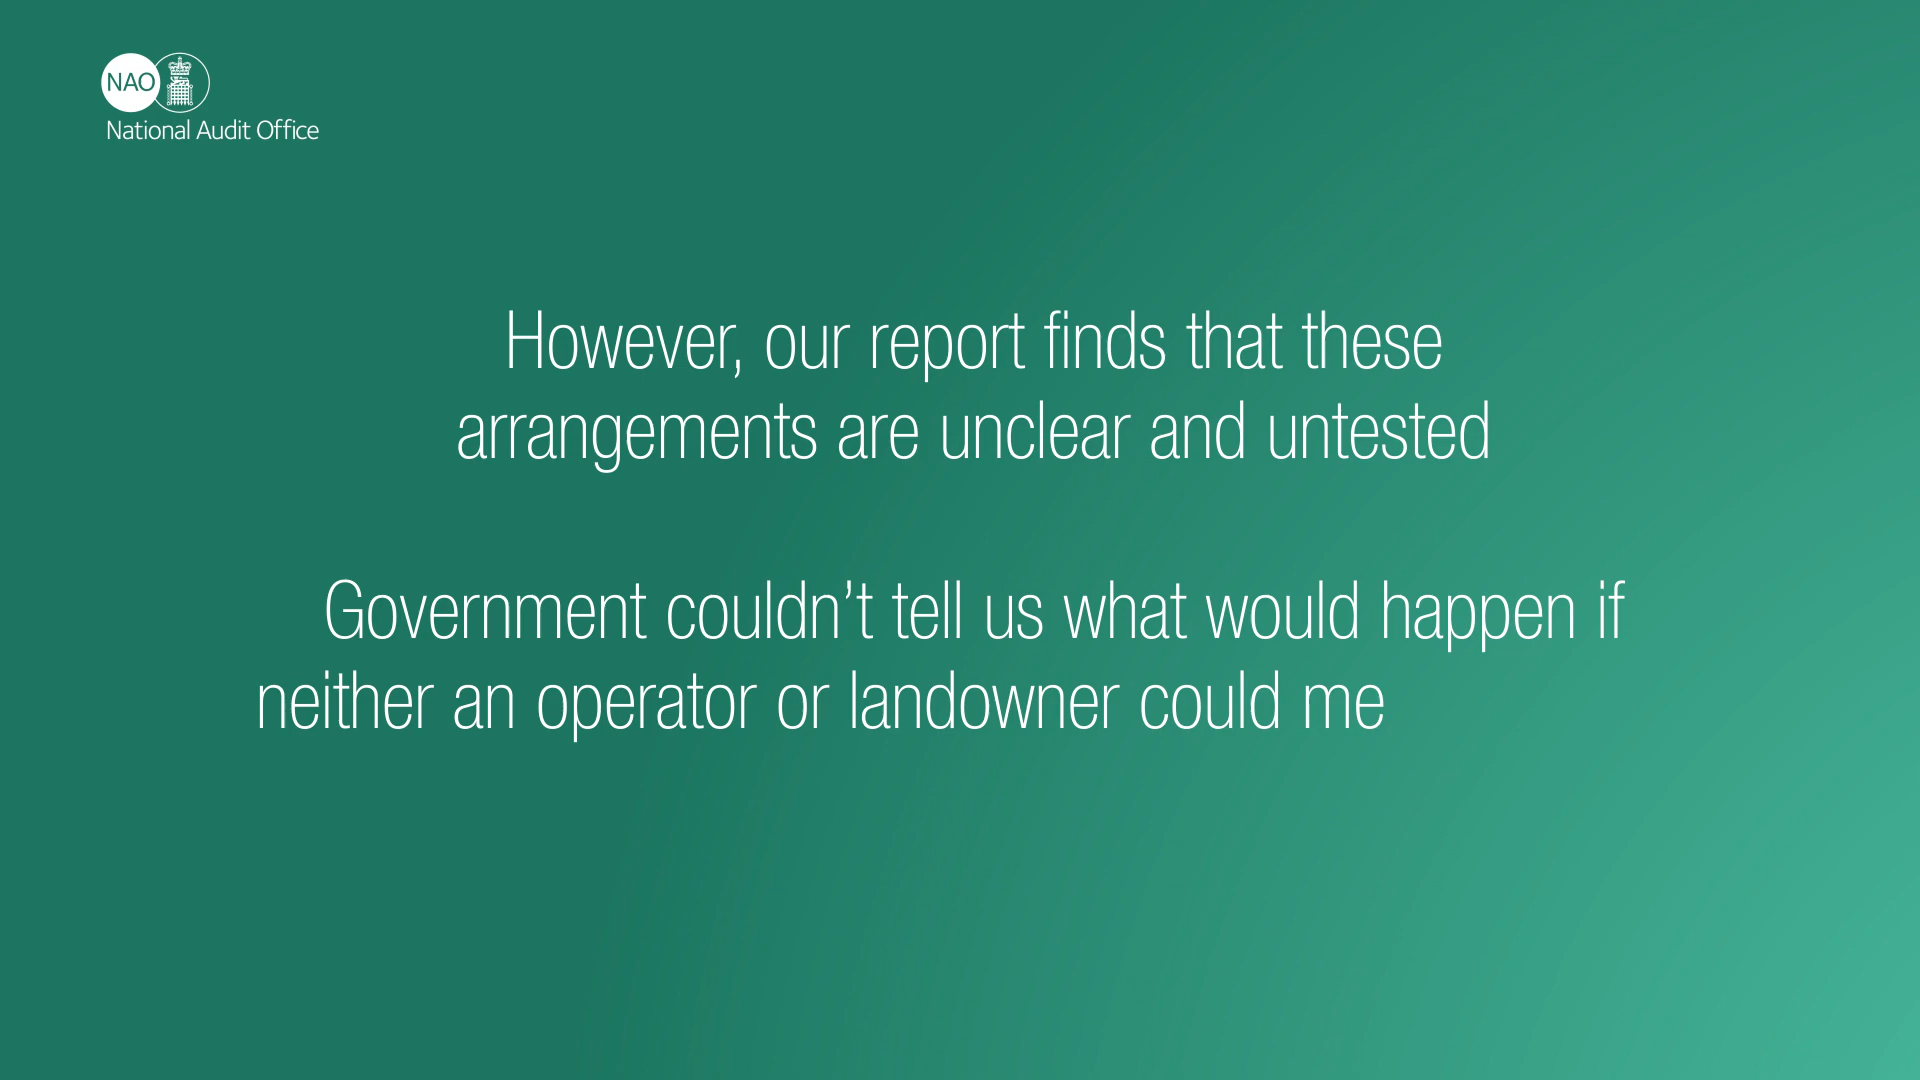 NAO
National Audit Office
However, our report finds that these
arrangements are unclear and untested
Government couldn’t tell us what would happen if
neither an operator or landowner could me